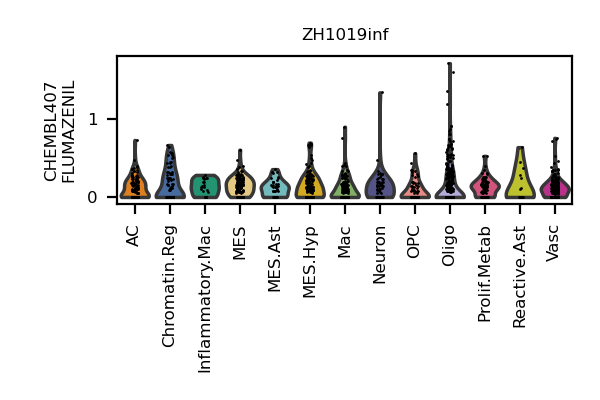 ZH1019inf
CHEMBL407
FLUMAZENIL
1
0
AC
Chromatin.Reg
Inflammatory.Mac
MES
MES.Ast
MES.Hyp
Mac
Neuron
OPC
Oligo
Prolif.Metab
Reactive.Ast
Vasc